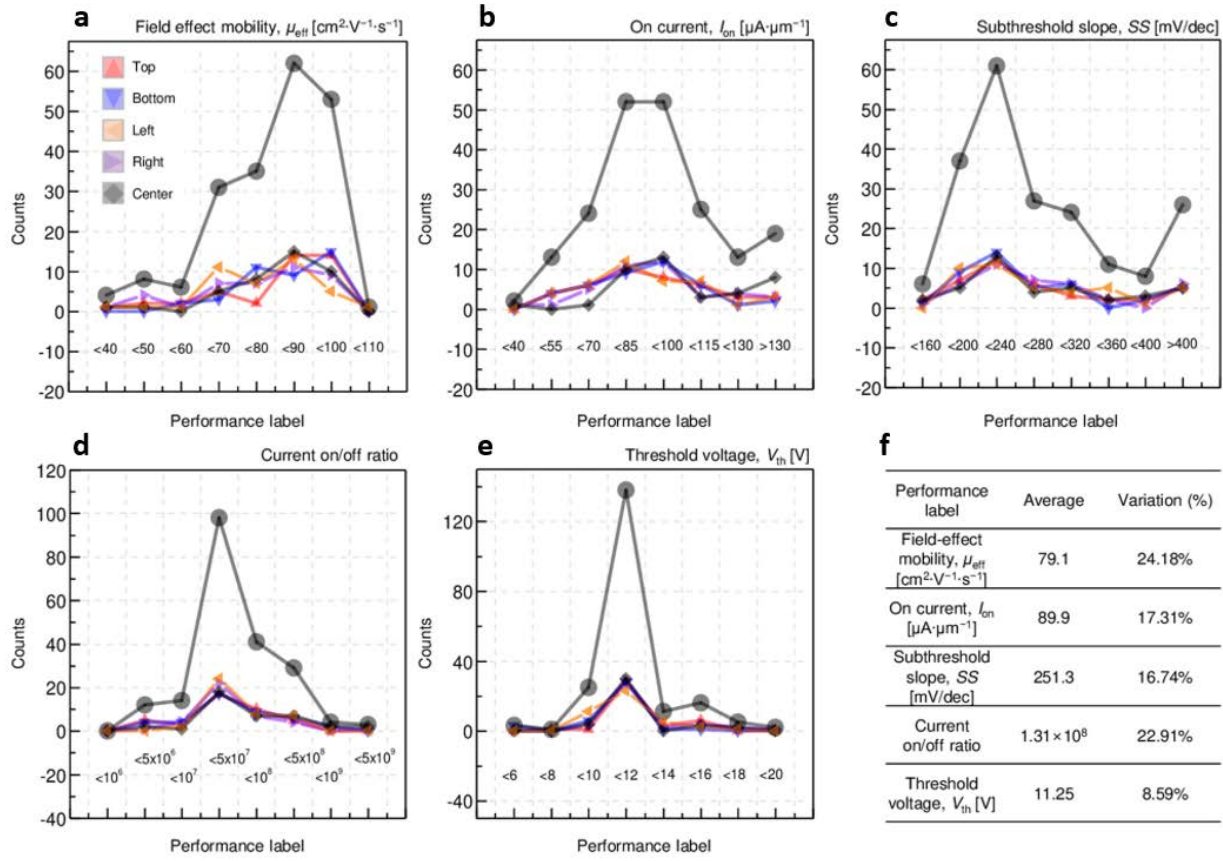 a
Field effect mobility, μeff [cm²·V⁻¹·s⁻¹]
60
50
40
30
20
10
0
-10
-20
Counts
Top
Bottom
Left
Right
Center
<40 <50 <60 <70 <80 <90 <100 <110
Performance label
b
On current, Ion [μA·μm⁻¹]
60
50
40
30
20
10
0
-10
-20
Counts
<40 <55 <70 <85 <100 <115 <130 >130
Performance label
c
Subthreshold slope, SS [mV/dec]
60
50
40
30
20
10
0
-10
-20
Counts
<160 <200 <240 <280 <320 <360 <400 >400
Performance label
d
Current on/off ratio
120
100
80
60
40
20
0
-20
-40
Counts
<10⁶ <5x10⁶ <10⁷ <5x10⁷ <10⁸ <5x10⁸ <10⁹ <5x10⁹
Performance label
e
Threshold voltage, Vth [V]
120
80
40
0
-40
Counts
<6 <8 <10 <12 <14 <16 <18 <20
Performance label
f
Performance label Average Variation (%)
Field-effect
mobility, μeff
[cm²·V⁻¹·s⁻¹]
79.1 24.18%
On current, Ion
[μA·μm⁻¹]
89.9 17.31%
Subthreshold
slope, SS
[mV/dec]
251.3 16.74%
Current
on/off ratio
1.31×10⁸ 22.91%
Threshold
voltage, Vth [V]
11.25 8.59%